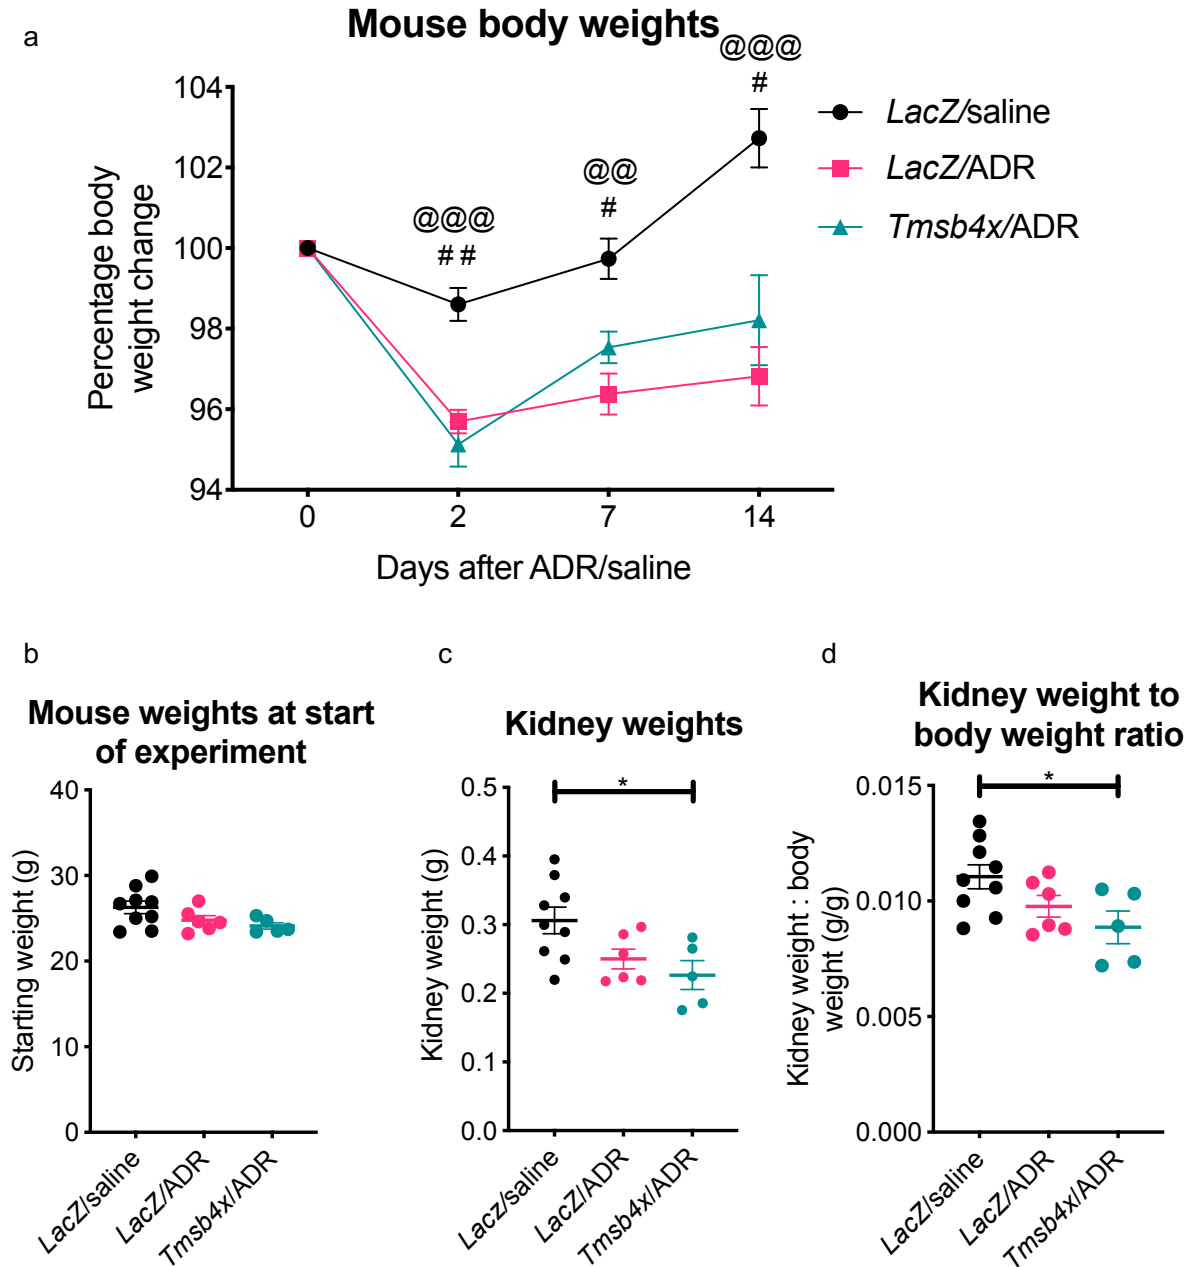 a
Mouse body weights
@@@
#
104
102
100
98
96
94
Percentage body
weight change
@@@
##
@@
#
0
2
7
14
Days after ADR/saline
LacZ/saline
LacZ/ADR
Tmsb4x/ADR
b
Mouse weights at start
of experiment
40
30
20
10
0
Starting weight (g)
LacZ/saline
LacZ/ADR
Tmsb4x/ADR
c
Kidney weights
*
0.5
0.4
0.3
0.2
0.1
0.0
Kidney weight (g)
LacZ/saline
LacZ/ADR
Tmsb4x/ADR
d
Kidney weight to
body weight ratio
*
0.015
0.010
0.005
0.000
Kidney weight : body
weight (g/g)
LacZ/saline
LacZ/ADR
Tmsb4x/ADR